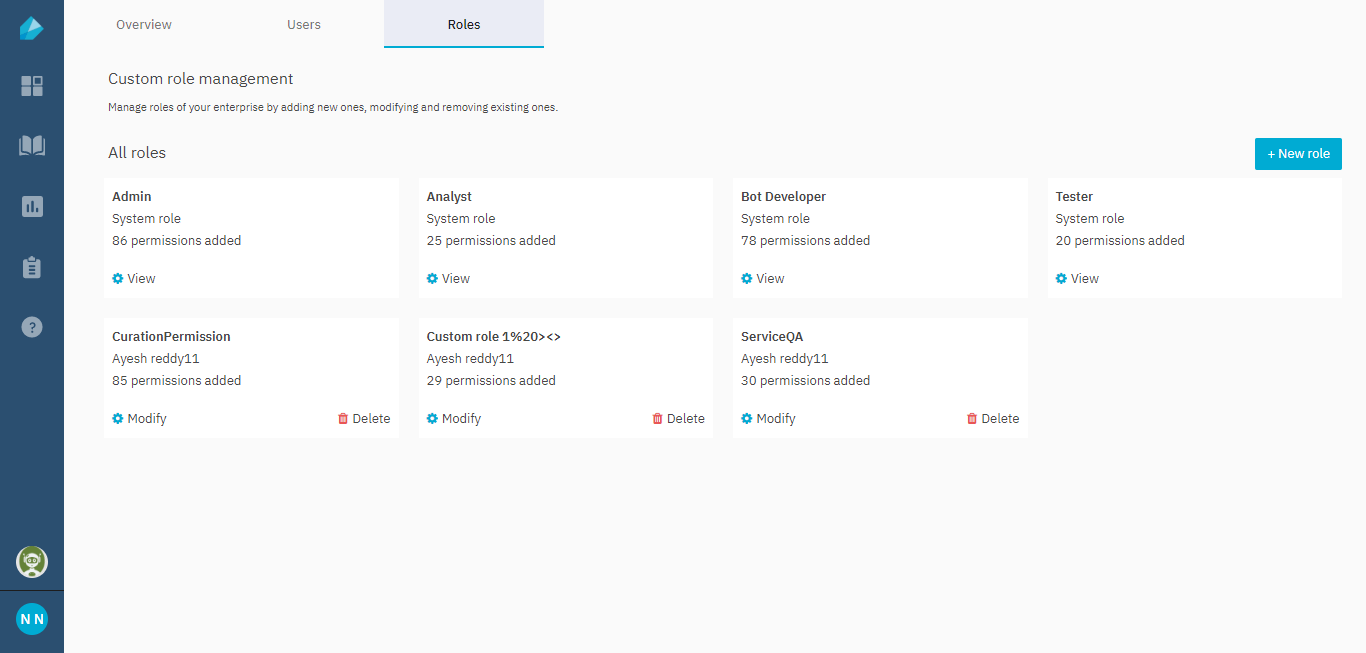 Overview
Users
Roles
Custom role management
Manage roles of your enterprise by adding new ones, modifying and removing existing ones.
All roles
+ New role
Admin
System role
86 permissions added
View
Analyst
System role
25 permissions added
View
Bot Developer
System role
78 permissions added
View
Tester
System role
20 permissions added
View
CurationPermission
Ayesh reddy11
85 permissions added
Modify
Delete
Custom role 1%20><>
Ayesh reddy11
29 permissions added
Modify
Delete
ServiceQA
Ayesh reddy11
30 permissions added
Modify
Delete
?
N N